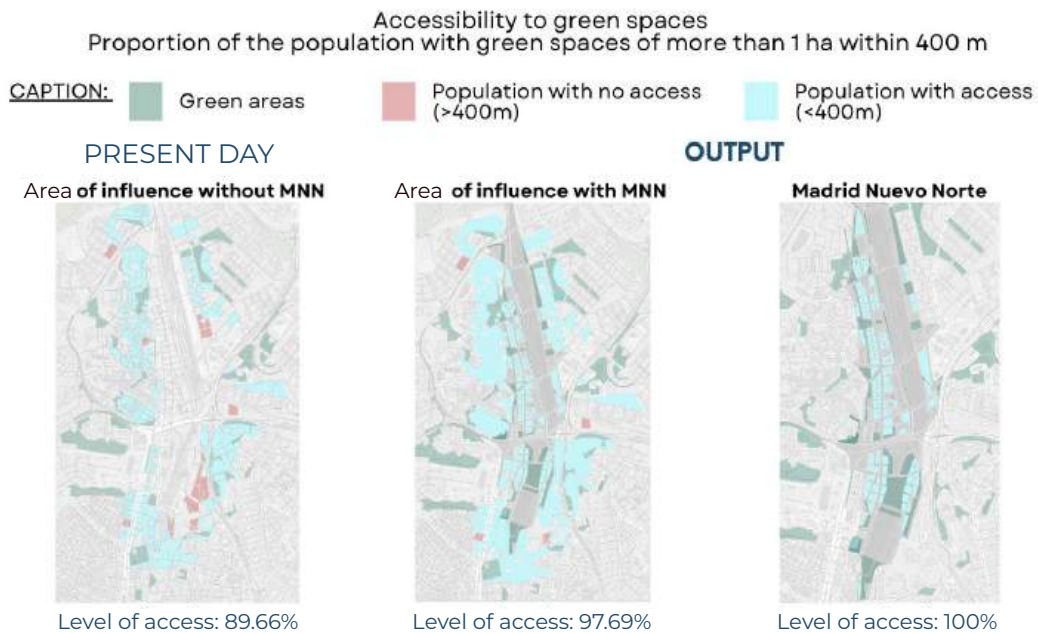 Accessibility to green spaces
Proportion of the population with green spaces of more than 1 ha within 400 m
CAPTION:
Green areas
Population with no access
(>400m)
Population with access
(<400m)
PRESENT DAY
OUTPUT
Area of influence without MNN
Area of influence with MNN
Madrid Nuevo Norte
Level of access: 89.66%
Level of access: 97.69%
Level of access: 100%